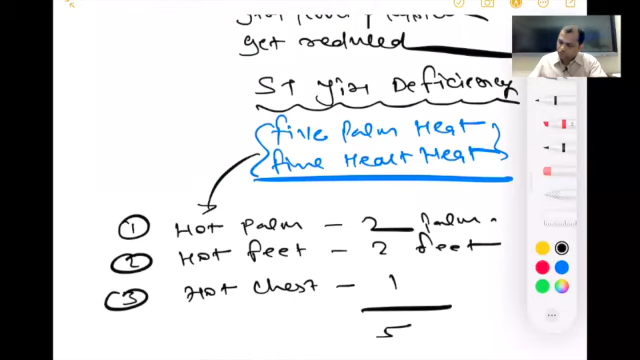 get reduced
ST Yin Deficiency
five Palm Heat
five Heart Heat
① Hot palm – 2 palm.
② Hot feet – 2 feet
③ Hot chest – 1
5